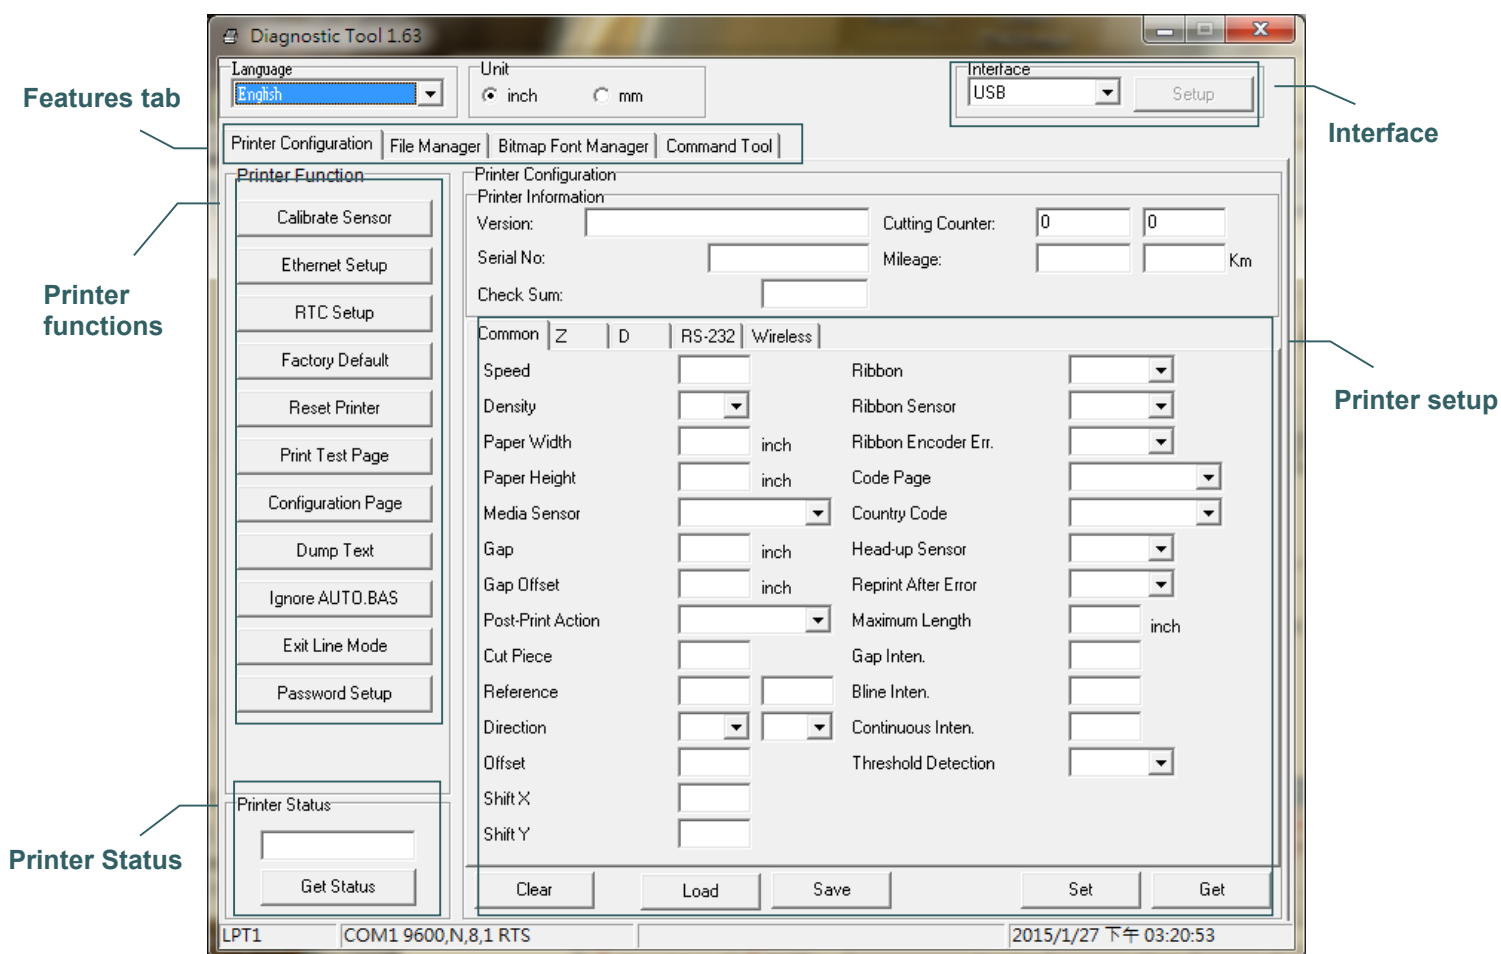 Diagnostic Tool 1.63
Language
English
Unit
inch
mm
Interface
USB
Setup
Features tab
Interface
Printer Configuration
File Manager
Bitmap Font Manager
Command Tool
Printer Function
Calibrate Sensor
Ethernet Setup
RTC Setup
Factory Default
Reset Printer
Print Test Page
Configuration Page
Dump Text
Ignore AUTO.BAS
Exit Line Mode
Password Setup
Printer
functions
Printer Configuration
Printer Information
Version:
Cutting Counter: 0 0
Serial No:
Mileage: Km
Check Sum:
Common Z D RS-232 Wireless
Printer setup
Speed
Ribbon
Density
Ribbon Sensor
Paper Width inch
Ribbon Encoder Err.
Paper Height inch
Code Page
Media Sensor
Country Code
Gap inch
Head-up Sensor
Gap Offset inch
Reprint After Error
Post-Print Action
Maximum Length inch
Cut Piece
Gap Inten.
Reference
Bline Inten.
Direction
Continuous Inten.
Offset
Threshold Detection
Shift X
Shift Y
Printer Status
Printer Status
Get Status
Clear
Load
Save
Set
Get
LPT1
COM1 9600,N,8,1 RTS
2015/1/27 下午 03:20:53